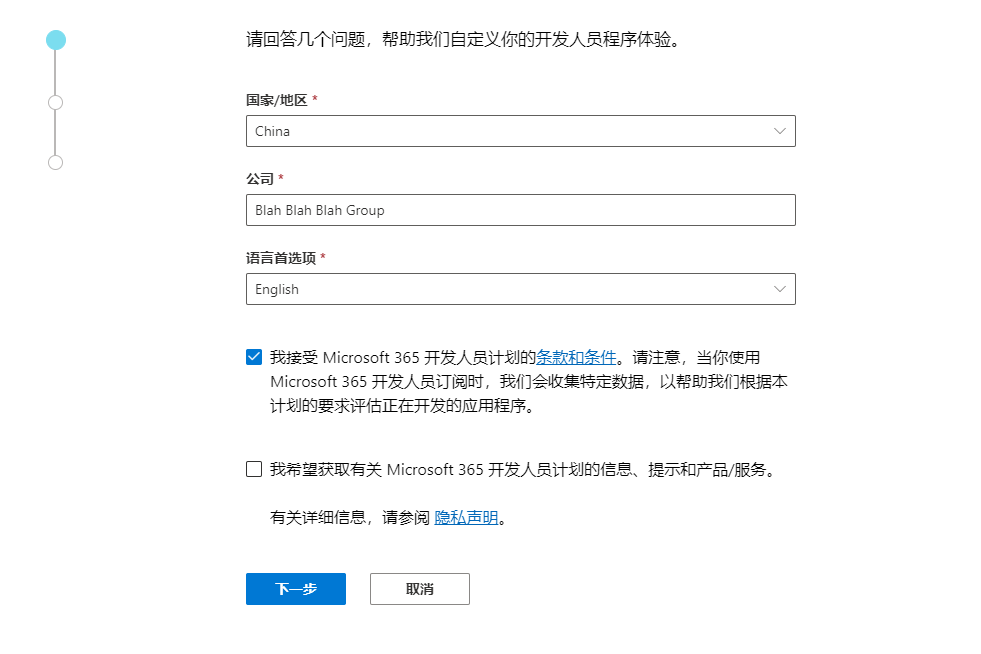 请回答几个问题，帮助我们自定义你的开发人员程序体验。
国家/地区 *
China
公司 *
Blah Blah Blah Group
语言首选项 *
English
我接受 Microsoft 365 开发人员计划的条款和条件。请注意，当你使用
Microsoft 365 开发人员订阅时，我们会收集特定数据，以帮助我们根据本
计划的要求评估正在开发的应用程序。
我希望获取有关 Microsoft 365 开发人员计划的信息、提示和产品/服务。
有关详细信息，请参阅 隐私声明。
下一步
取消